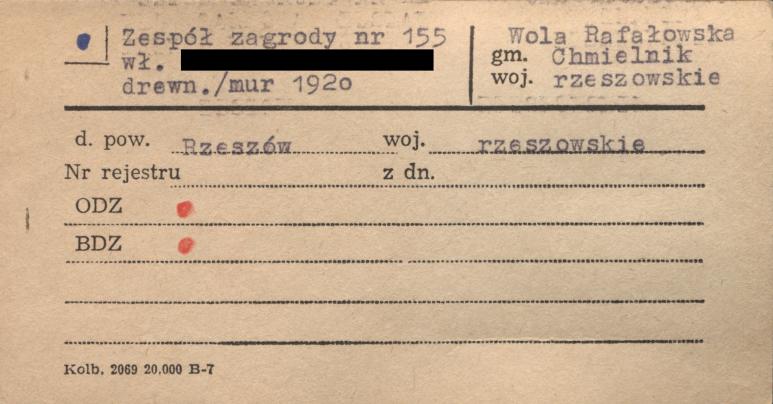 Zespół zagrody nr 155
wł.
drewn./mur 1920
Wola Rafałowska
gm. Chmielnik
woj. rzeszowskie
d. pow. Rzeszów woj. rzeszowskie
Nr rejestru z dn.
ODZ
BDZ
Kolb. 2069 20.000 B-7